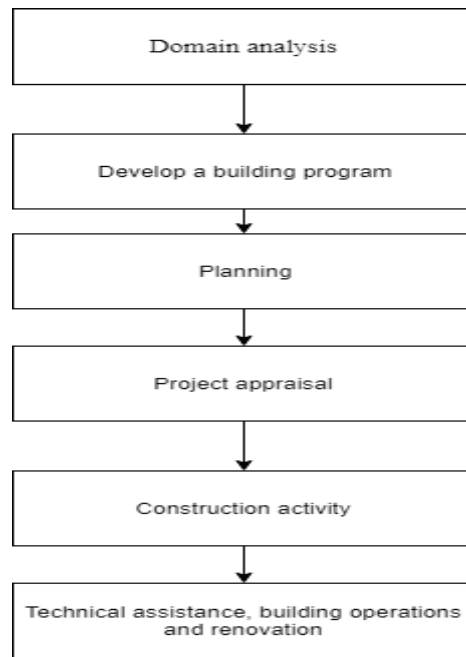 Domain analysis
Develop a building program
Planning
Project appraisal
Construction activity
Technical assistance, building operations
and renovation